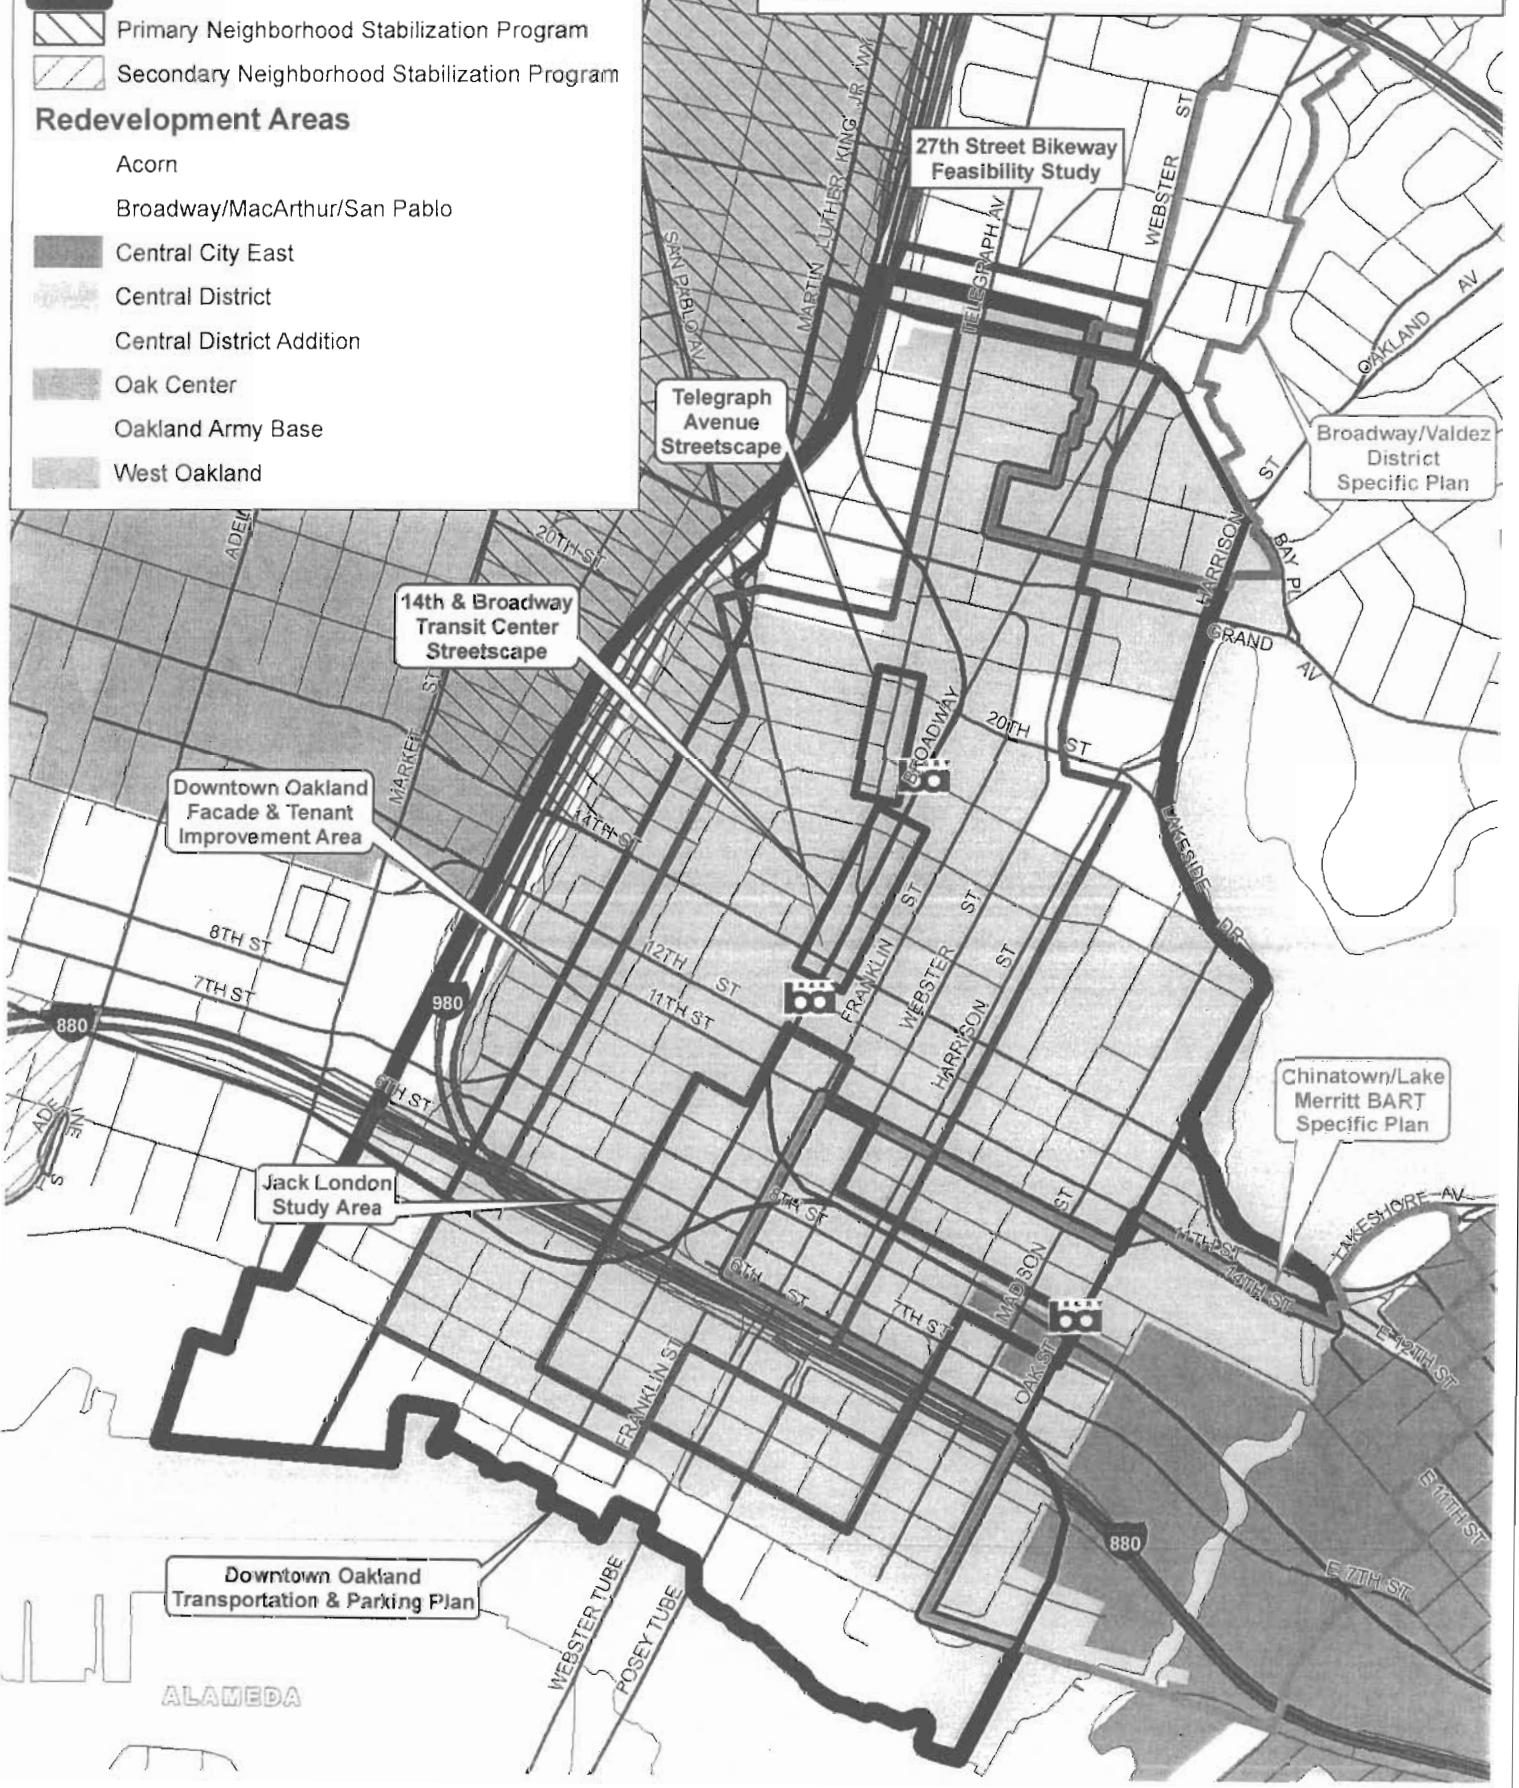 Primary Neighborhood Stabilization Program
Secondary Neighborhood Stabilization Program
Redevelopment Areas
Acorn
Broadway/MacArthur/San Pablo
Central City East
Central District
Central District Addition
Oak Center
Oakland Army Base
West Oakland
MARTIN LUTHER KING JR WY
SAN PABLO AV
27th Street Bikeway
Feasibility Study
TELEGRAPH AV
WEBSTER ST
OAKLAND AV
Telegraph
Avenue
Streetscape
Broadway/Valdez
District
Specific Plan
ST
HARRISON
BAY PL
GRAND AV
20TH ST
14th & Broadway
Transit Center
Streetscape
MARKET ST
BROADWAY
20TH ST
Downtown Oakland
Facade & Tenant
Improvement Area
14TH ST
LAKESIDE DR
8TH ST
7TH ST
12TH ST
11TH ST
FRANKLIN ST
WEBSTER ST
HARRISON ST
980
880
6TH ST
Chinatown/Lake
Merritt BART
Specific Plan
Jack London
Study Area
8TH ST
6TH ST
7TH ST
MADISON ST
OAK ST
11TH ST
14TH ST
LAKESHORE AV
E 12TH ST
E 11TH ST
E 7TH ST
FRANKLIN ST
880
Downtown Oakland
Transportation & Parking Plan
WEBSTER TUBE
POSEY TUBE
ALAMEDA